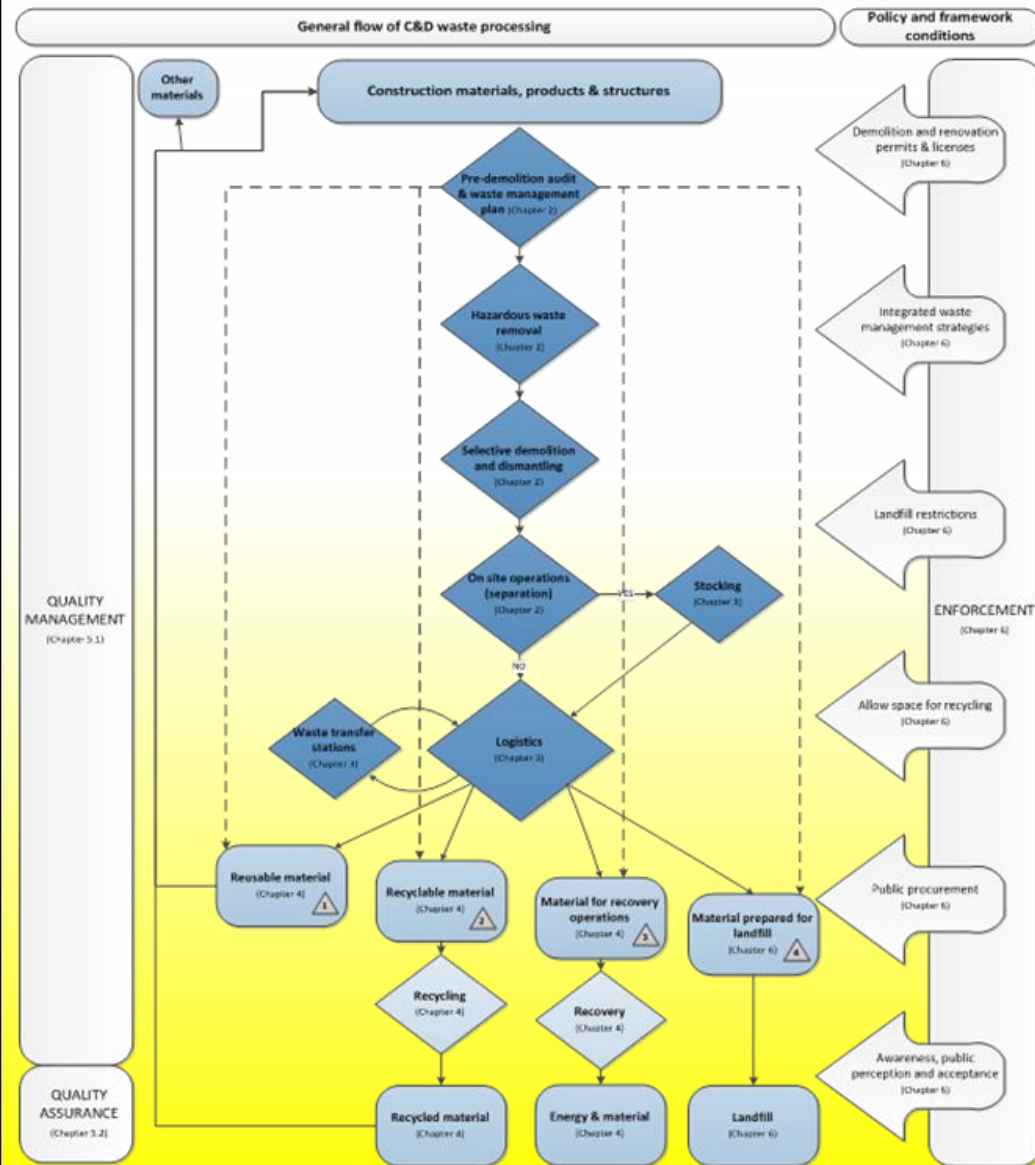 General flow of C&D waste processing
Policy and framework
conditions
Other
materials
Construction materials, products & structures
Demolition and renovation
permits & licenses
(Chapter 6)
Pre-demolition audit
& waste management
plan (Chapter 2)
Integrated waste
management strategies
(Chapter 6)
Hazardous waste
removal
(Chapter 2)
Selective demolition
and dismantling
(Chapter 2)
Landfill restrictions
(Chapter 6)
On site operations
(separation)
(Chapter 2)
YES
Stocking
(Chapter 3)
QUALITY
MANAGEMENT
(Chapter 5.1)
ENFORCEMENT
(Chapter 6)
NO
Allow space for recycling
(Chapter 6)
Waste transfer
stations
(Chapter 3)
Logistics
(Chapter 3)
Reusable material
(Chapter 4)
1
Recyclable material
(Chapter 4)
2
Material for recovery
operations
(Chapter 4)
3
Material prepared for
landfill
(Chapter 6)
4
Public procurement
(Chapter 6)
Recycling
(Chapter 4)
Recovery
(Chapter 4)
Awareness, public
perception and acceptance
(Chapter 6)
QUALITY
ASSURANCE
(Chapter 5.2)
Recycled material
(Chapter 4)
Energy & material
(Chapter 4)
Landfill
(Chapter 6)